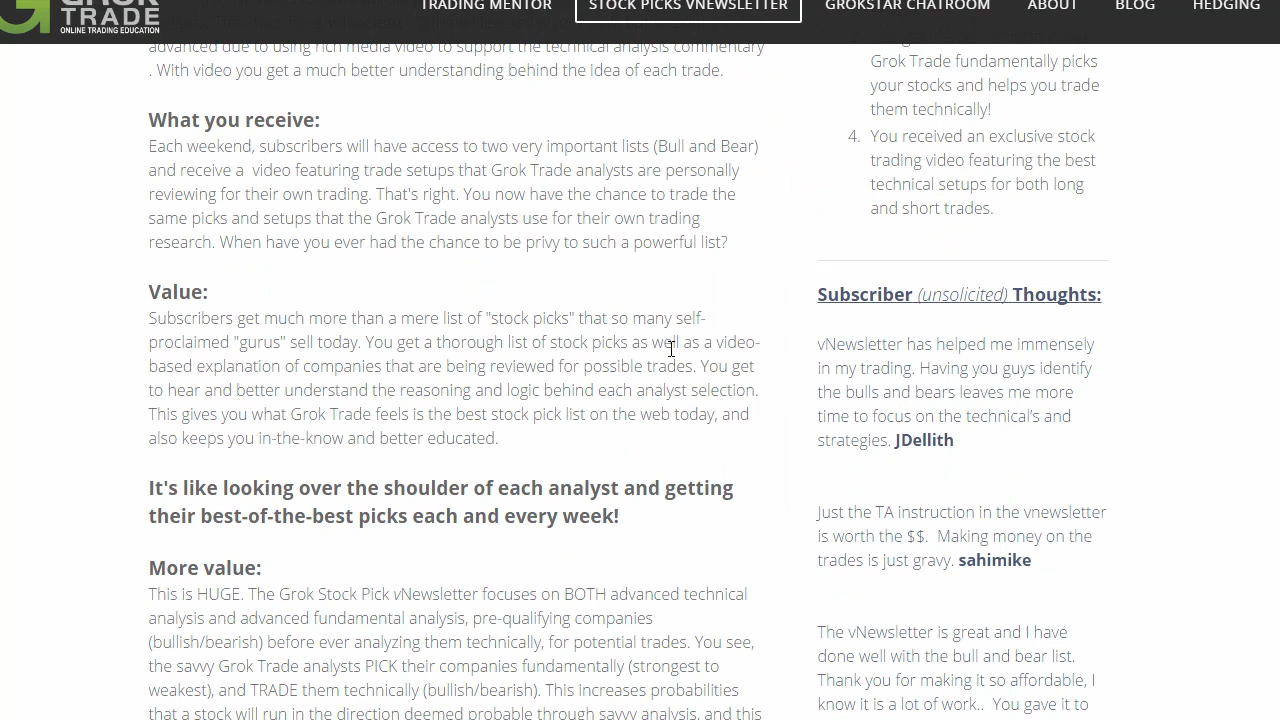 GROK
TRADE
ONLINE TRADING EDUCATION
TRADING MENTOR
STOCK PICKS VNEWSLETTER
GROKSTAR CHATROOM
ABOUT
BLOG
HEDGING
advanced due to using rich media video to support the technical analysis commentary
. With video you get a much better understanding behind the idea of each trade.
What you receive:
Each weekend, subscribers will have access to two very important lists (Bull and Bear)
and receive a  video featuring trade setups that Grok Trade analysts are personally
reviewing for their own trading. That's right. You now have the chance to trade the
same picks and setups that the Grok Trade analysts use for their own trading
research. When have you ever had the chance to be privy to such a powerful list?
Value:
Subscribers get much more than a mere list of "stock picks" that so many self-
proclaimed "gurus" sell today. You get a thorough list of stock picks as well as a video-
based explanation of companies that are being reviewed for possible trades. You get
to hear and better understand the reasoning and logic behind each analyst selection.
This gives you what Grok Trade feels is the best stock pick list on the web today, and
also keeps you in-the-know and better educated.
It's like looking over the shoulder of each analyst and getting
their best-of-the-best picks each and every week!
More value:
This is HUGE. The Grok Stock Pick vNewsletter focuses on BOTH advanced technical
analysis and advanced fundamental analysis, pre-qualifying companies
(bullish/bearish) before ever analyzing them technically, for potential trades. You see,
the savvy Grok Trade analysts PICK their companies fundamentally (strongest to
weakest), and TRADE them technically (bullish/bearish). This increases probabilities
that a stock will run in the direction deemed probable through savvy analysis, and this
Grok Trade fundamentally picks
your stocks and helps you trade
them technically!
4. You received an exclusive stock
trading video featuring the best
technical setups for both long
and short trades.
Subscriber (unsolicited) Thoughts:
vNewsletter has helped me immensely
in my trading. Having you guys identify
the bulls and bears leaves me more
time to focus on the technical's and
strategies. JDellith
Just the TA instruction in the vnewsletter
is worth the $$.  Making money on the
trades is just gravy. sahimike
The vNewsletter is great and I have
done well with the bull and bear list.
Thank you for making it so affordable, I
know it is a lot of work..  You gave it to